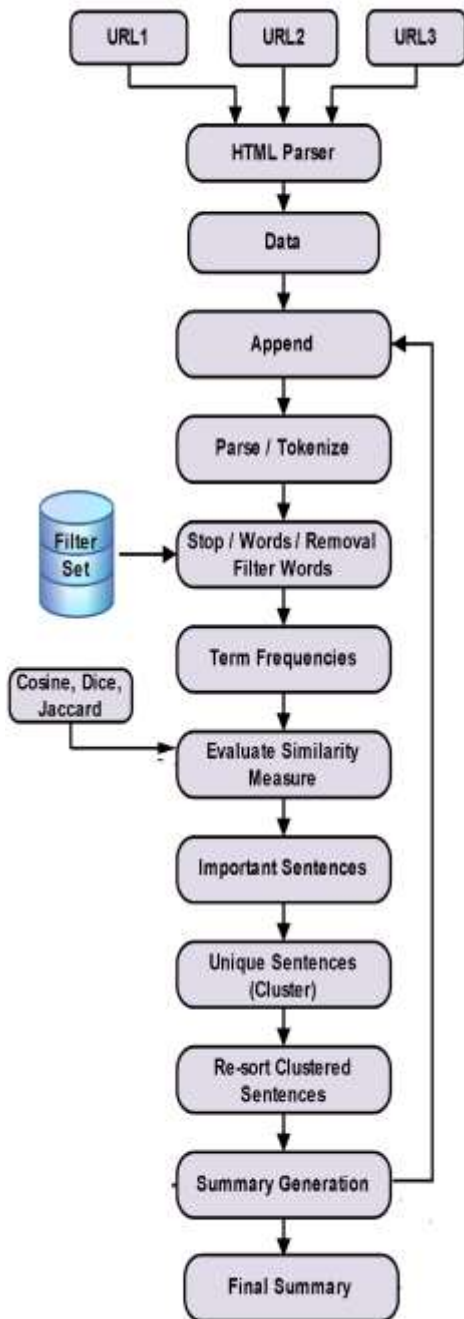 URL1
URL2
URL3
HTML Parser
Data
Append
Parse / Tokenize
Filter
Set
Stop / Words / Removal
Filter Words
Term Frequencies
Cosine, Dice,
Jaccard
Evaluate Similarity
Measure
Important Sentences
Unique Sentences
(Cluster)
Re-sort Clustered
Sentences
Summary Generation
Final Summary